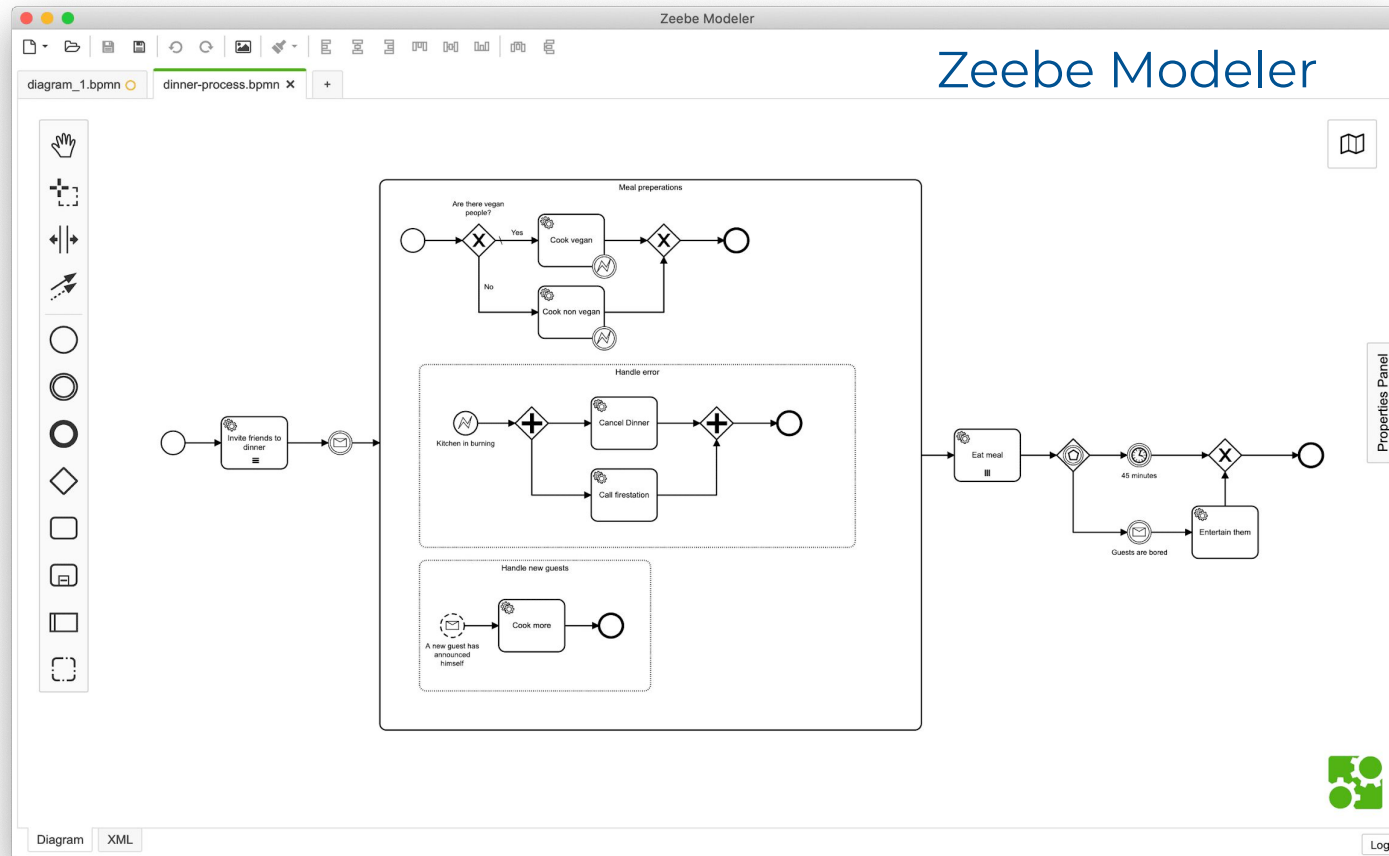 Zeebe Modeler
Zeebe Modeler
diagram_1.bpmn
dinner-process.bpmn
+
Meal preperations
Are there vegan
people?
Yes
Cook vegan
No
Cook non vegan
Handle error
Cancel Dinner
Kitchen in burning
Call firestation
Invite friends to
dinner
Handle new guests
Cook more
A new guest has
announced
himself
Eat meal
45 minutes
Guests are bored
Entertain them
Properties Panel
Diagram
XML
Log